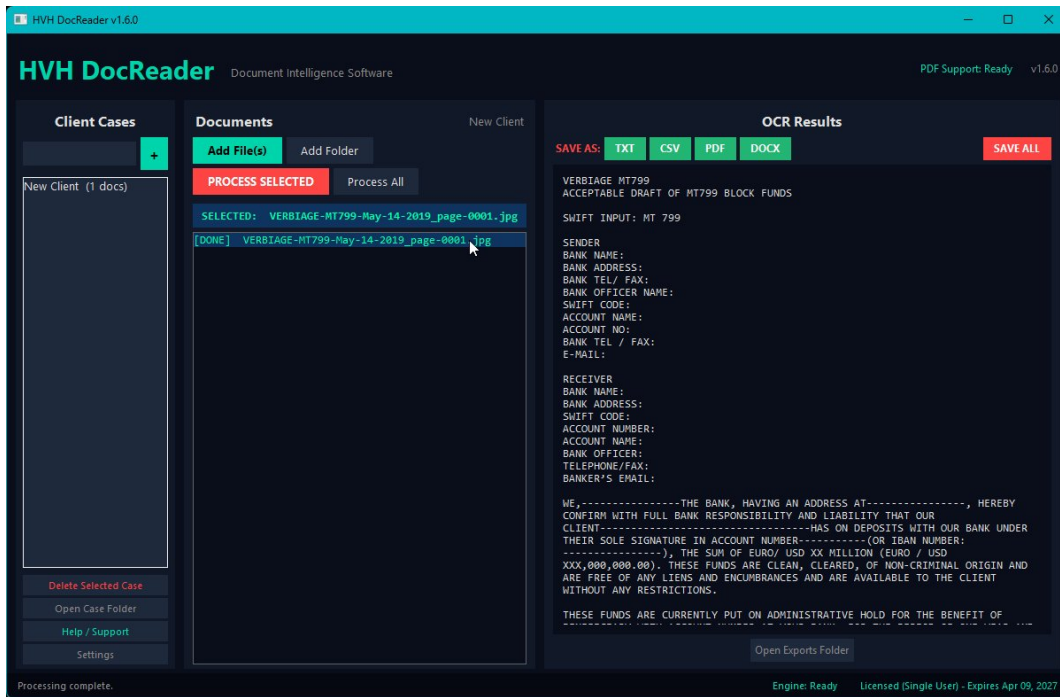 HVH DocReader v1.6.0
HVH DocReader Document Intelligence Software
PDF Support: Ready v1.6.0
Client Cases
+
New Client (1 docs)
Delete Selected Case
Open Case Folder
Help / Support
Settings
Documents New Client
Add File(s) Add Folder
PROCESS SELECTED Process All
SELECTED: VERBIAGE-MT799-May-14-2019_page-0001.jpg
[DONE] VERBIAGE-MT799-May-14-2019_page-0001.jpg
OCR Results
SAVE AS: TXT CSV PDF DOCX SAVE ALL
VERBIAGE MT799
ACCEPTABLE DRAFT OF MT799 BLOCK FUNDS
SWIFT INPUT: MT 799
SENDER
BANK NAME:
BANK ADDRESS:
BANK TEL/ FAX:
BANK OFFICER NAME:
SWIFT CODE:
ACCOUNT NAME:
ACCOUNT NO:
BANK TEL / FAX:
E-MAIL:
RECEIVER
BANK NAME:
BANK ADDRESS:
SWIFT CODE:
ACCOUNT NUMBER:
ACCOUNT NAME:
BANK OFFICER:
TELEPHONE/FAX:
BANKER'S EMAIL:
WE,----------------THE BANK, HAVING AN ADDRESS AT----------------, HEREBY
CONFIRM WITH FULL BANK RESPONSIBILITY AND LIABILITY THAT OUR
CLIENT----------------------------------HAS ON DEPOSITS WITH OUR BANK UNDER
THEIR SOLE SIGNATURE IN ACCOUNT NUMBER-----------(OR IBAN NUMBER:
----------------), THE SUM OF EURO/ USD XX MILLION (EURO / USD
XXX,000,000.00). THESE FUNDS ARE CLEAN, CLEARED, OF NON-CRIMINAL ORIGIN AND
ARE FREE OF ANY LIENS AND ENCUMBRANCES AND ARE AVAILABLE TO THE CLIENT
WITHOUT ANY RESTRICTIONS.
THESE FUNDS ARE CURRENTLY PUT ON ADMINISTRATIVE HOLD FOR THE BENEFIT OF
Open Exports Folder
Processing complete.
Engine: Ready Licensed (Single User) - Expires Apr 09, 2027